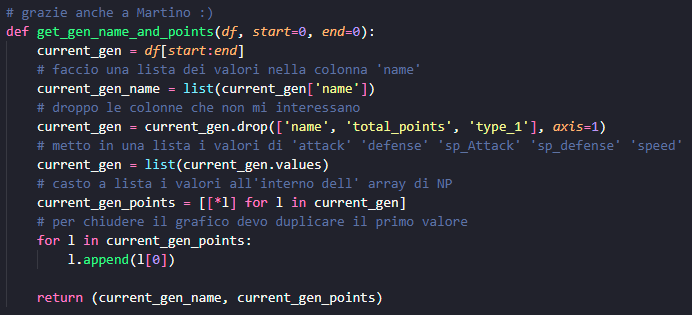 # grazie anche a Martino :)
def get_gen_name_and_points(df, start=0, end=0):
    current_gen = df[start:end]
    # faccio una lista dei valori nella colonna 'name'
    current_gen_name = list(current_gen['name'])
    # droppo le colonne che non mi interessano
    current_gen = current_gen.drop(['name', 'total_points', 'type_1'], axis=1)
    # metto in una lista i valori di 'attack' 'defense' 'sp_Attack' 'sp_defense' 'speed'
    current_gen = list(current_gen.values)
    # casto a lista i valori all'interno dell' array di NP
    current_gen_points = [[*l] for l in current_gen]
    # per chiudere il grafico devo duplicare il primo valore
    for l in current_gen_points:
        l.append(l[0])
    return (current_gen_name, current_gen_points)